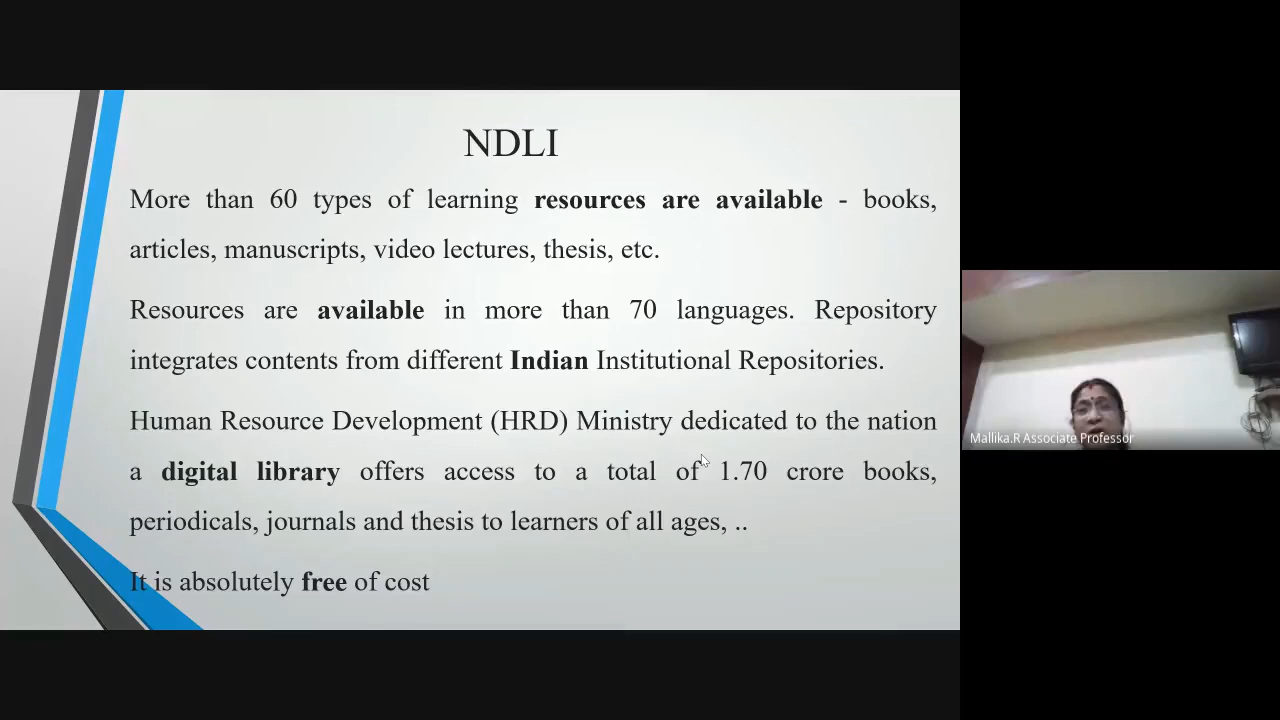 NDLI
More than 60 types of learning resources are available - books,
articles, manuscripts, video lectures, thesis, etc.
Resources are available in more than 70 languages. Repository
integrates contents from different Indian Institutional Repositories.
Human Resource Development (HRD) Ministry dedicated to the nation
a digital library offers access to a total of 1.70 crore books,
periodicals, journals and thesis to learners of all ages, ..
It is absolutely free of cost
Mallika.R Associate Professor